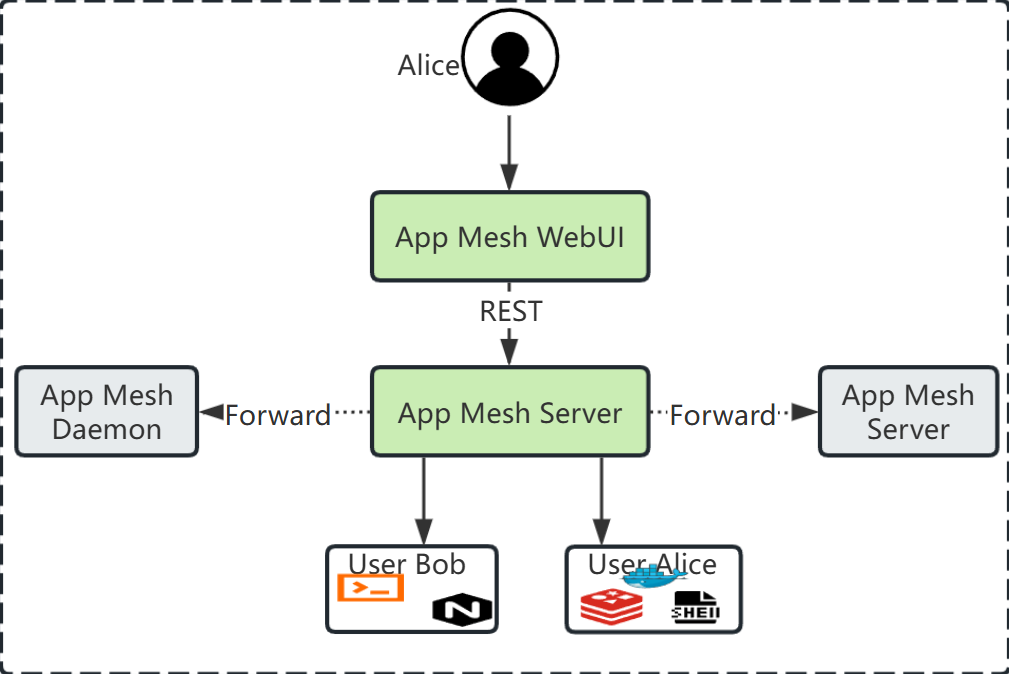 Alice
App Mesh WebUI
REST
App Mesh
Daemon
Forward
App Mesh Server
Forward
App Mesh
Server
User Bob
>_
N
User Alice
SHEll